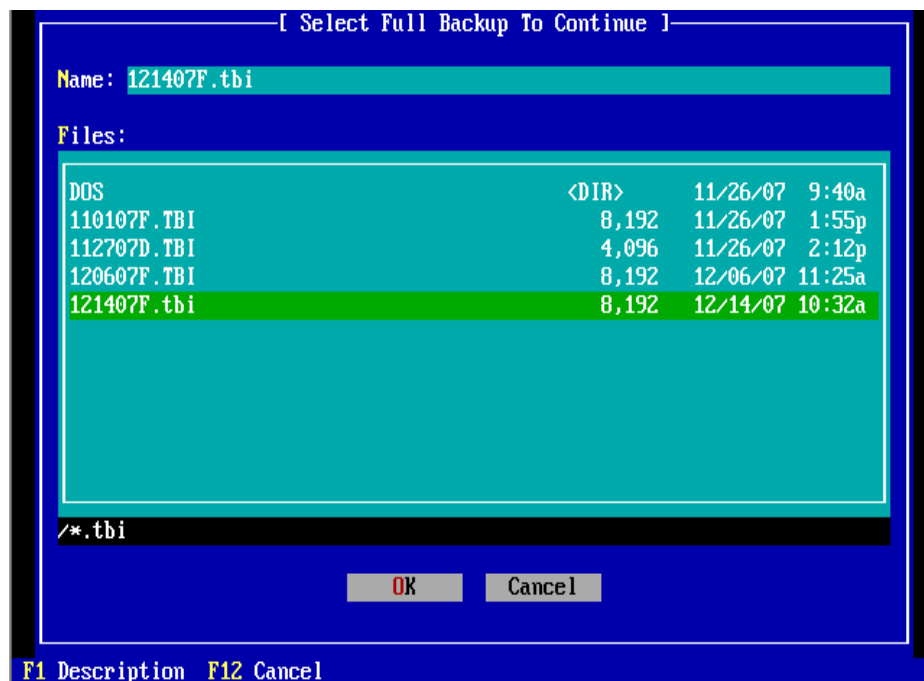 [ Select Full Backup To Continue ]
Name: 121407F.tbi
Files:
DOS <DIR> 11/26/07 9:40a
110107F.TBI 8,192 11/26/07 1:55p
112707D.TBI 4,096 11/26/07 2:12p
120607F.TBI 8,192 12/06/07 11:25a
121407F.tbi 8,192 12/14/07 10:32a
/*.tbi
OK Cancel
F1 Description F12 Cancel